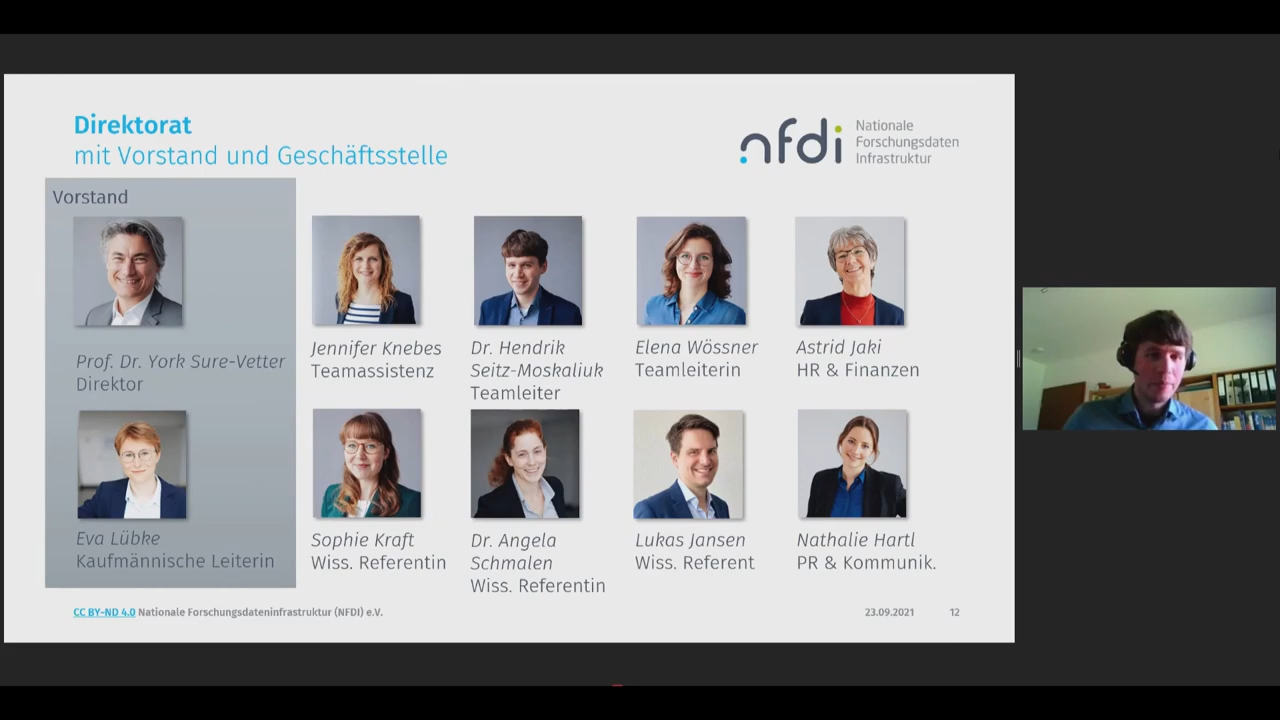 Direktorat
mit Vorstand und Geschäftsstelle
nfdi
Nationale
Forschungsdaten
Infrastruktur
Vorstand
Prof. Dr. York Sure-Vetter
Direktor
Jennifer Knebes
Teamassistenz
Dr. Hendrik
Seitz-Moskaliuk
Teamleiter
Elena Wössner
Teamleiterin
Astrid Jaki
HR & Finanzen
Eva Lübke
Kaufmännische Leiterin
Sophie Kraft
Wiss. Referentin
Dr. Angela
Schmalen
Wiss. Referentin
Lukas Jansen
Wiss. Referent
Nathalie Hartl
PR & Kommunik.
CC BY-ND 4.0 Nationale Forschungsdateninfrastruktur (NFDI) e.V.
23.09.2021
12